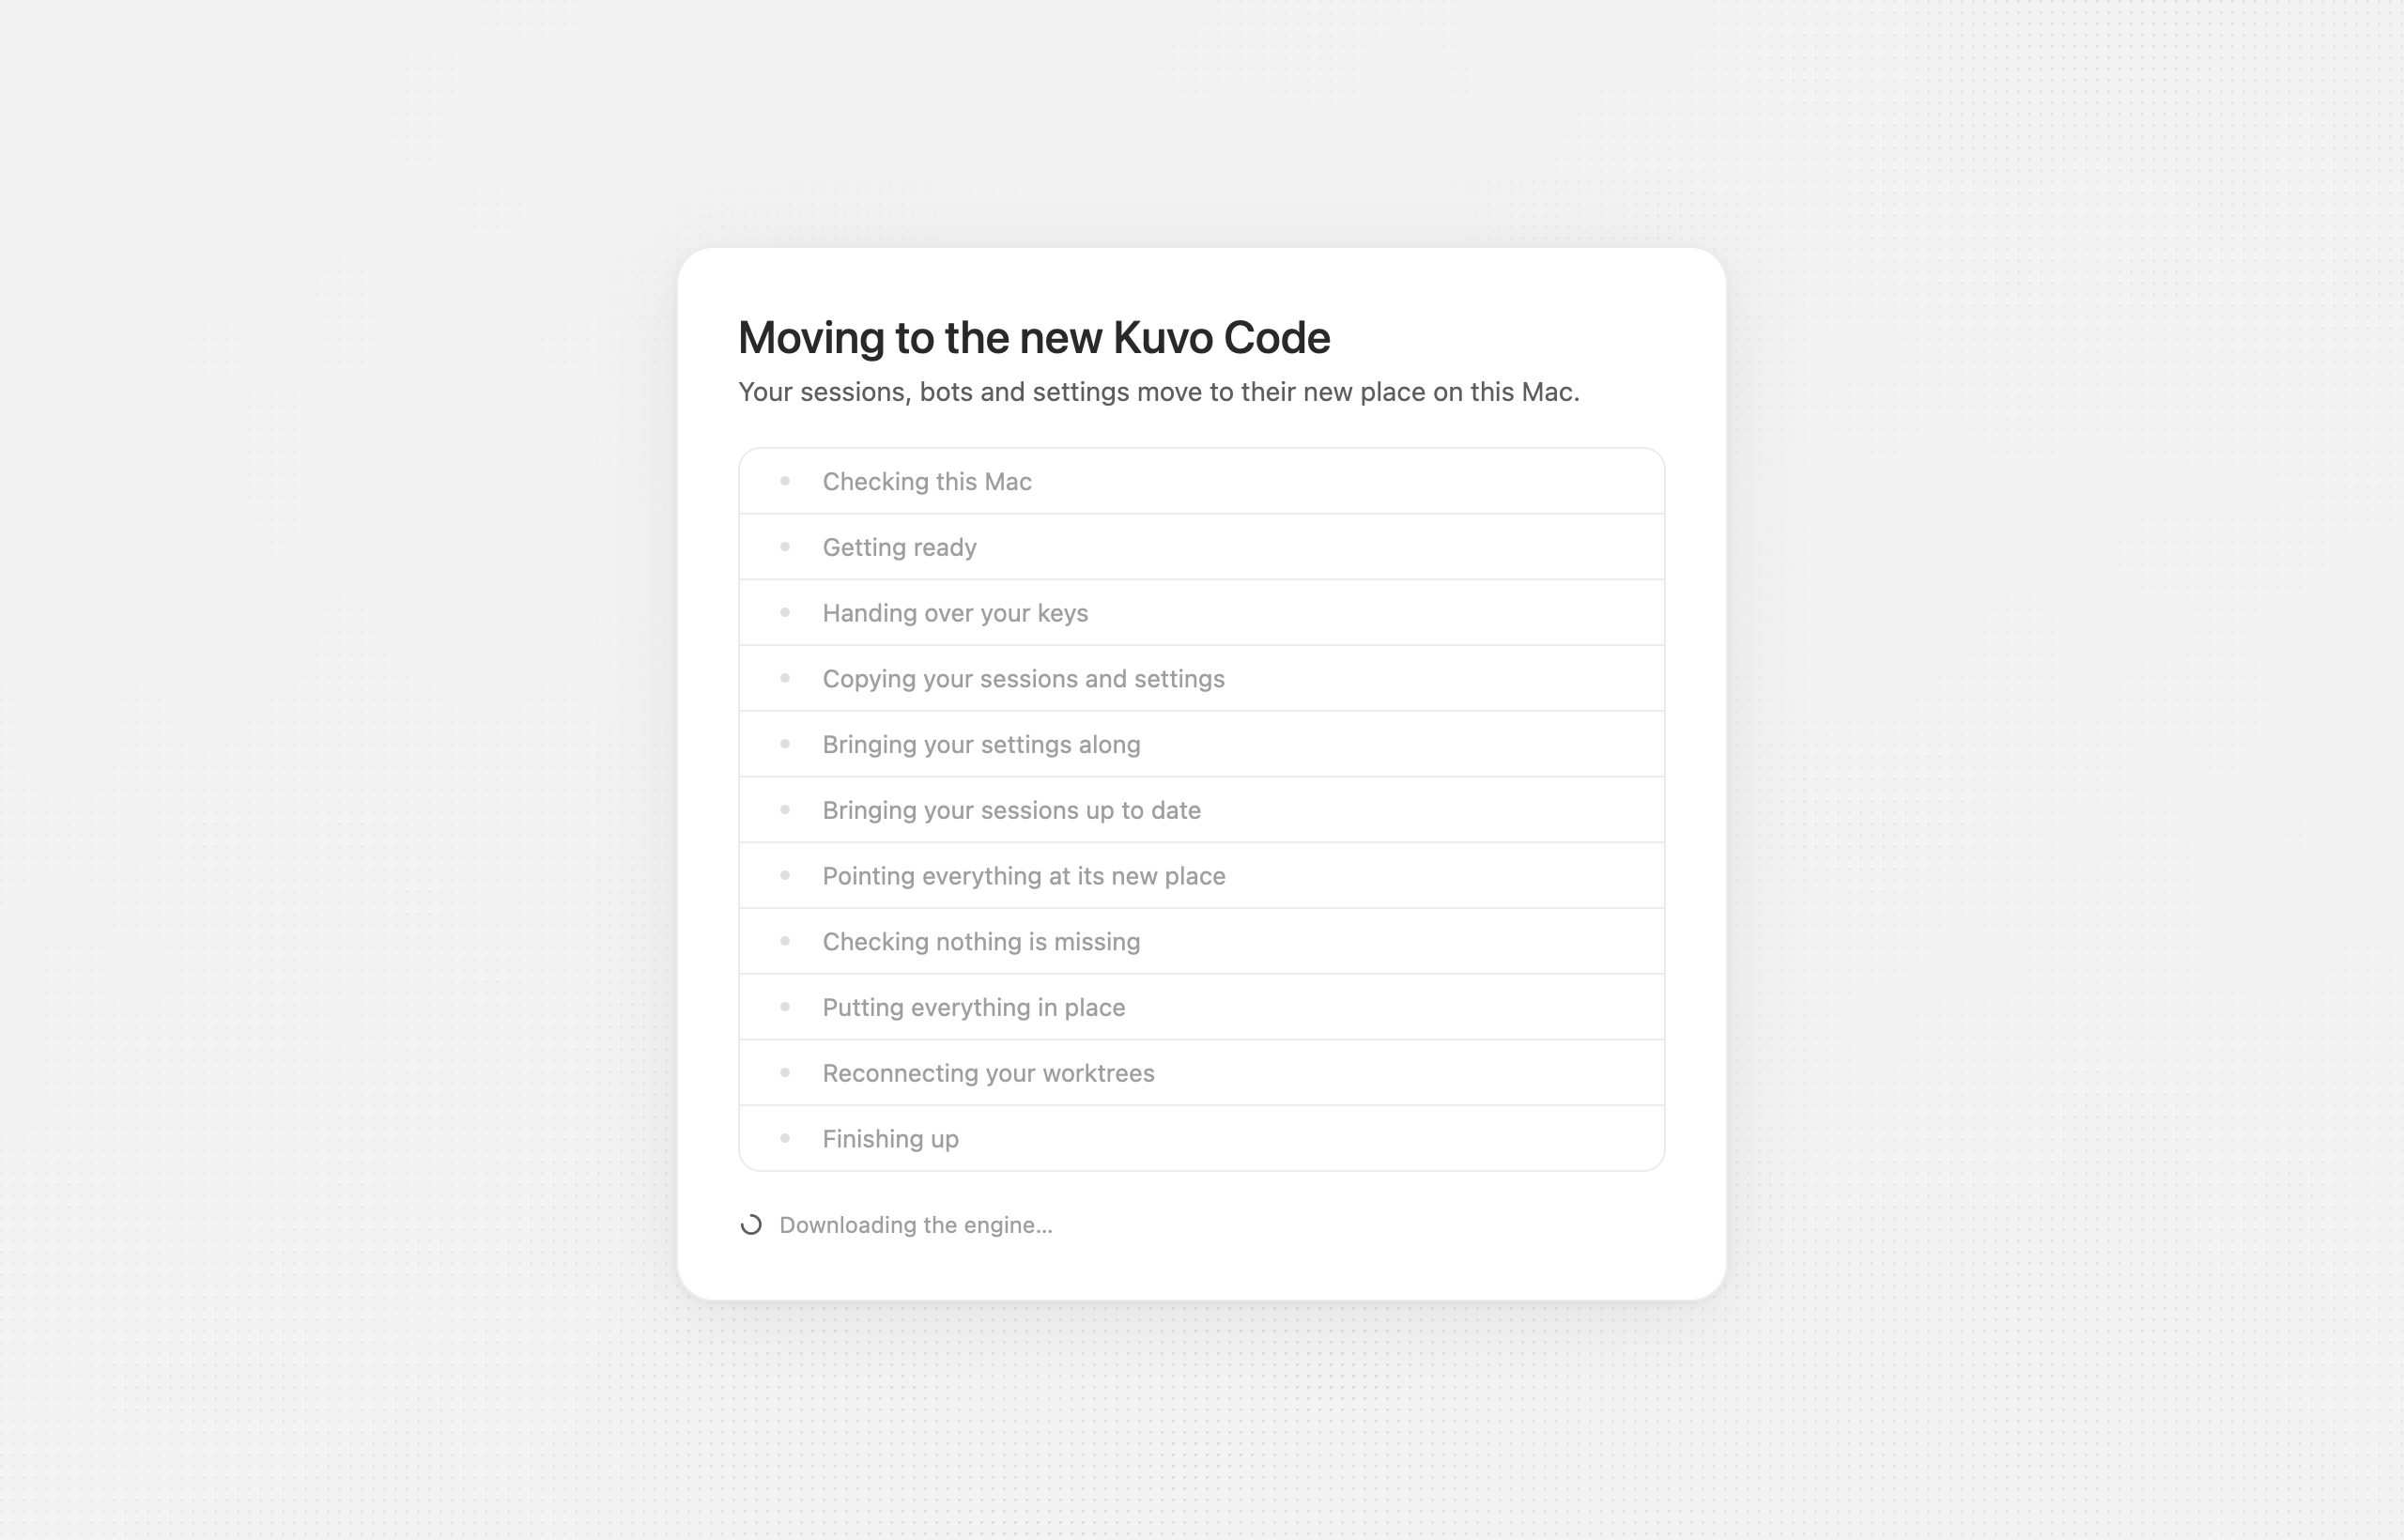 Moving to the new Kuvo Code
Your sessions, bots and settings move to their new place on this Mac.
Checking this Mac
Getting ready
Handing over your keys
Copying your sessions and settings
Bringing your settings along
Bringing your sessions up to date
Pointing everything at its new place
Checking nothing is missing
Putting everything in place
Reconnecting your worktrees
Finishing up
Downloading the engine...